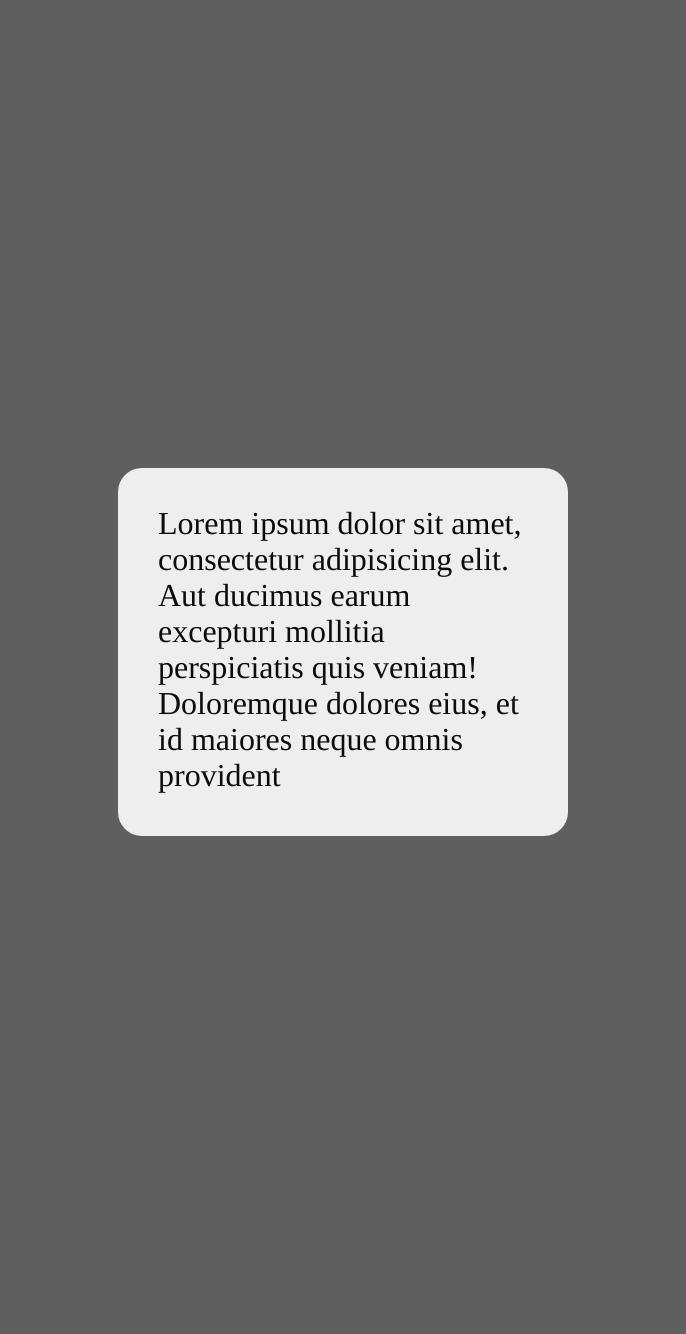 Lorem ipsum dolor sit amet,
consectetur adipisicing elit.
Aut ducimus earum
excepturi mollitia
perspiciatis quis veniam!
Doloremque dolores eius, et
id maiores neque omnis
provident